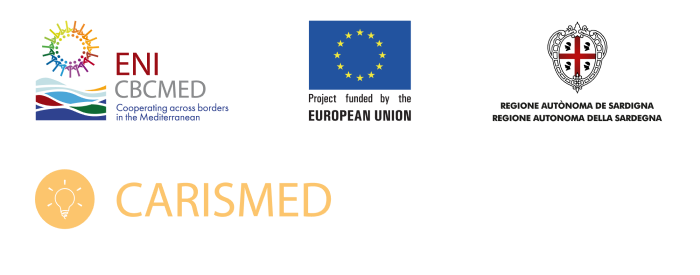 ENI
CBCMED
Cooperating across borders
in the Mediterranean
Project funded by the
EUROPEAN UNION
REGIONE AUTÒNOMA DE SARDIGNA
REGIONE AUTONOMA DELLA SARDEGNA
CARISMED